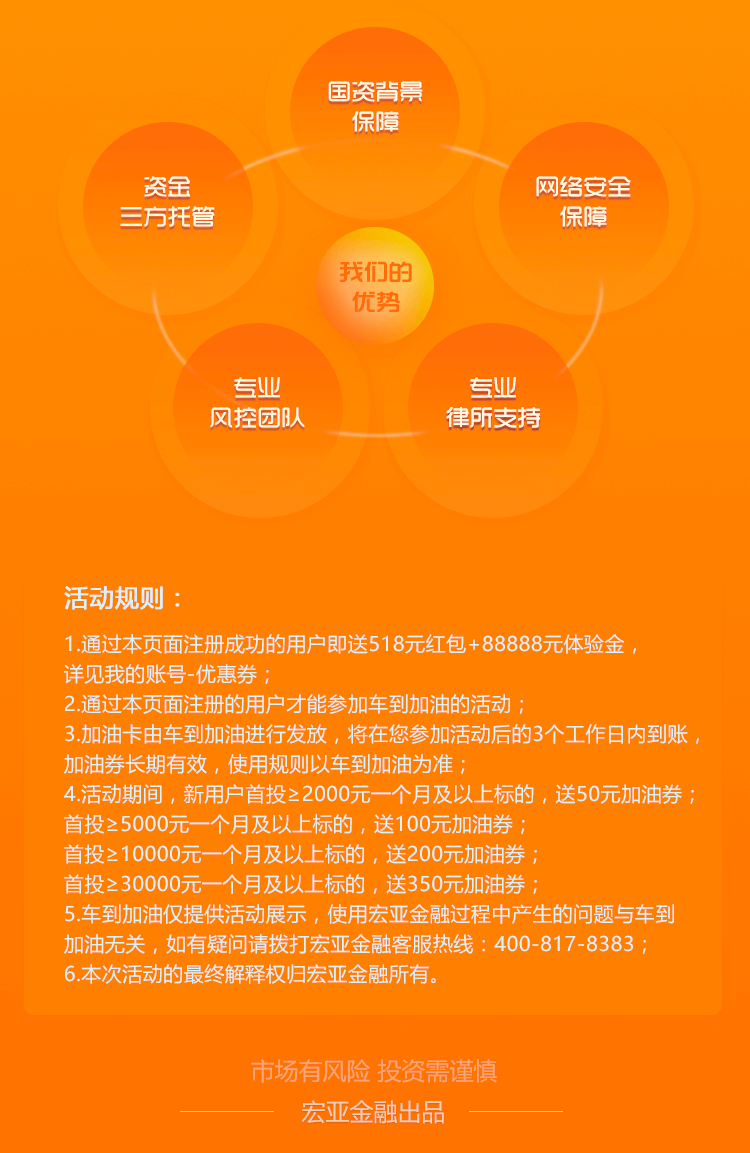 国资背景
保障
资金
三方托管
网络安全
保障
我们的
优势
专业
风控团队
专业
律所支持
活动规则：
1.通过本页面注册成功的用户即送518元红包+88888元体验金，
详见我的账号-优惠券；
2.通过本页面注册的用户才能参加车到加油的活动；
3.加油卡由车到加油进行发放，将在您参加活动后的3个工作日内到账，
加油券长期有效，使用规则以车到加油为准；
4.活动期间，新用户首投≥2000元一个月及以上标的，送50元加油券；
首投≥5000元一个月及以上标的，送100元加油券；
首投≥10000元一个月及以上标的，送200元加油券；
首投≥30000元一个月及以上标的，送350元加油券；
5.车到加油仅提供活动展示，使用宏亚金融过程中产生的问题与车到
加油无关，如有疑问请拨打宏亚金融客服热线：400-817-8383；
6.本次活动的最终解释权归宏亚金融所有。
市场有风险 投资需谨慎
宏亚金融出品